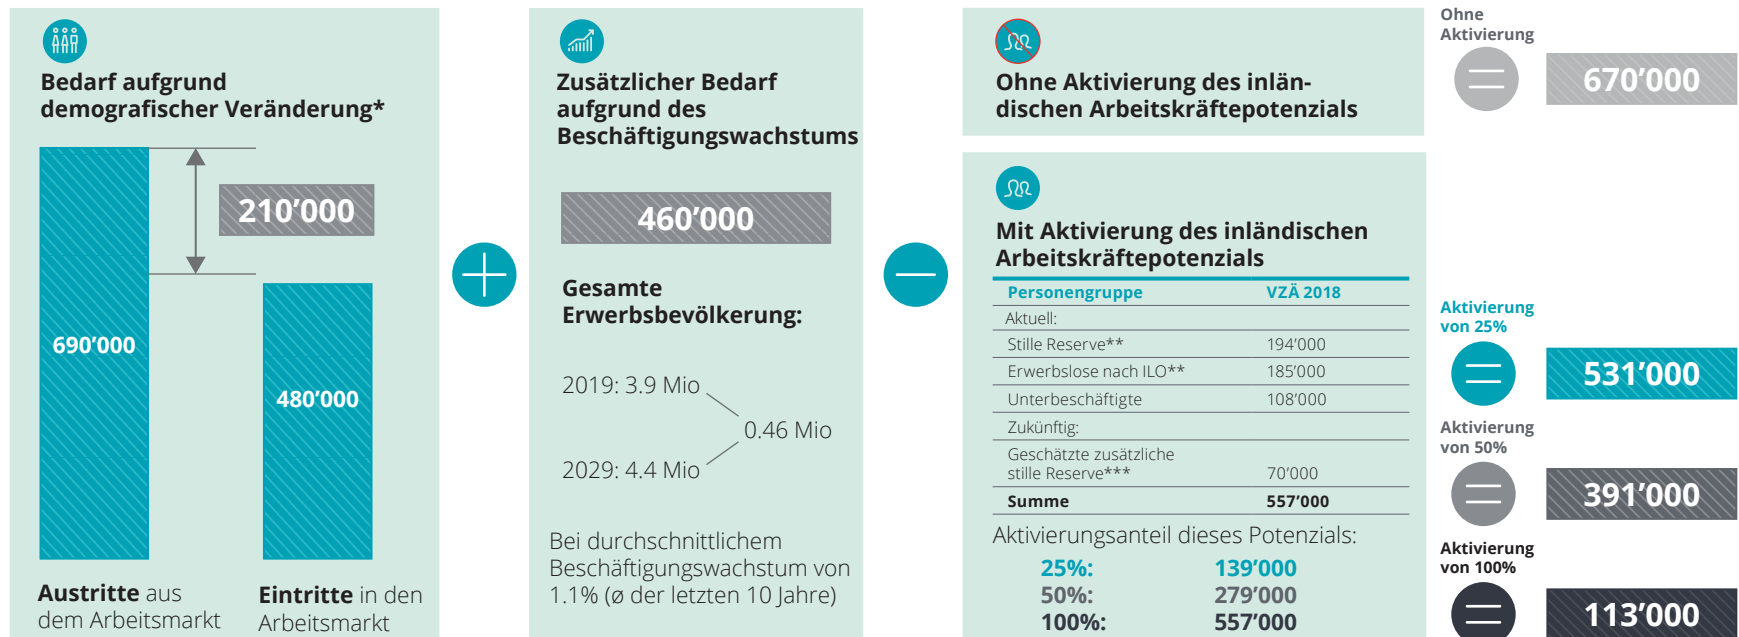 Bedarf aufgrund
demografischer Veränderung*
210’000
690’000
480’000
Austritte aus
dem Arbeitsmarkt
Eintritte in den
Arbeitsmarkt
Zusätzlicher Bedarf
aufgrund des
Beschäftigungswachstums
460’000
Gesamte
Erwerbsbevölkerung:
2019: 3.9 Mio
0.46 Mio
2029: 4.4 Mio
Bei durchschnittlichem
Beschäftigungswachstum von
1.1% (ø der letzten 10 Jahre)
Ohne Aktivierung des inlän-
dischen Arbeitskräftepotenzials
Mit Aktivierung des inländischen
Arbeitskräftepotenzials
Personengruppe VZÄ 2018
Aktuell:
Stille Reserve** 194’000
Erwerbslose nach ILO** 185’000
Unterbeschäftigte 108’000
Zukünftig:
Geschätzte zusätzliche
stille Reserve*** 70’000
Summe 557’000
Aktivierungsanteil dieses Potenzials:
25%: 139’000
50%: 279’000
100%: 557’000
Ohne
Aktivierung
670’000
Aktivierung
von 25%
531’000
Aktivierung
von 50%
391’000
Aktivierung
von 100%
113’000